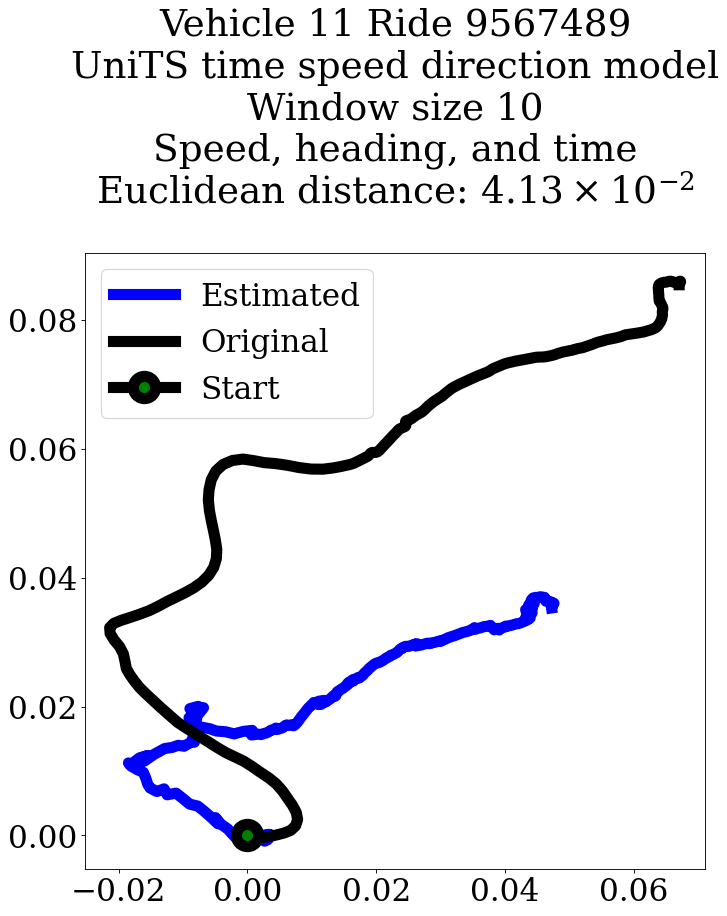 Vehicle 11 Ride 9567489
UniTS time speed direction model
Window size 10
Speed, heading, and time
Euclidean distance: 4.13 × 10⁻²
Estimated
Original
Start
0.08
0.06
0.04
0.02
0.00
−0.02 0.00 0.02 0.04 0.06